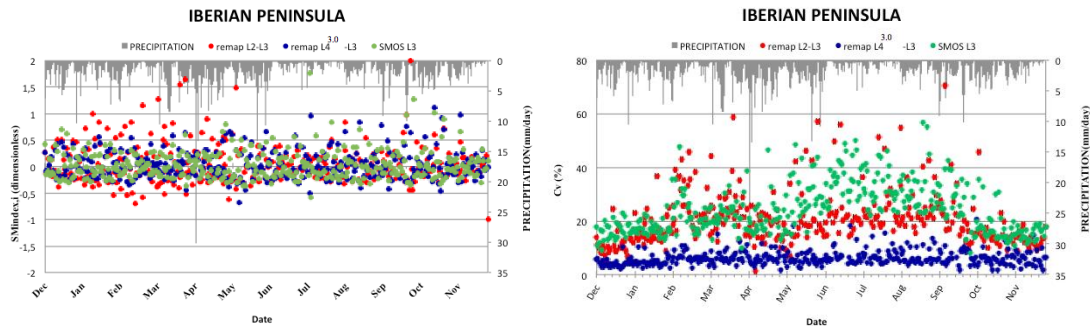 IBERIAN PENINSULA
PRECIPITATION remap L2-L3 remap L4 3.0 -L3 SMOS L3
2
1,5
1
0,5
0
-0,5
-1
-1,5
-2
SMindex,i (dimensionless)
0
5
10
15
20
25
30
35
PRECIPITATION(mm/day)
Dec Jan Feb Mar Apr May Jun Jul Aug Sep Oct Nov
Date
IBERIAN PENINSULA
PRECIPITATION remap L2-L3 remap L4 3.0 -L3 SMOS L3
80
60
40
20
0
Cv (%)
0
5
10
15
20
25
30
35
PRECIPITATION(mm/day)
Dec Jan Feb Mar Apr May Jun Jul Aug Sep Oct Nov
Date